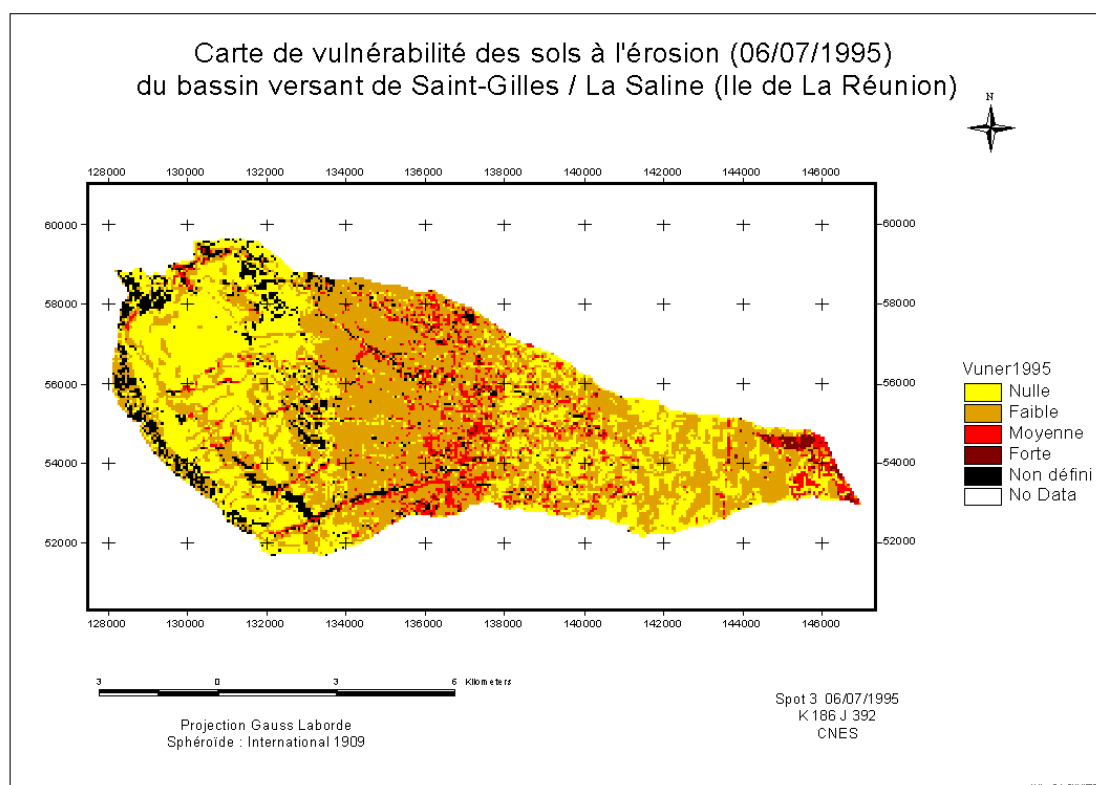 Carte de vulnérabilité des sols à l'érosion (06/07/1995)
du bassin versant de Saint-Gilles / La Saline (Ile de La Réunion)
N
128000 130000 132000 134000 136000 138000 140000 142000 144000 146000
60000 60000
58000 58000
56000 56000
54000 54000
52000 52000
128000 130000 132000 134000 136000 138000 140000 142000 144000 146000
Vuner1995
Nulle
Faible
Moyenne
Forte
Non défini
No Data
3 0 3 6 Kilometers
Projection Gauss Laborde
Sphéroïde : International 1909
Spot 3 06/07/1995
K 186 J 392
CNES